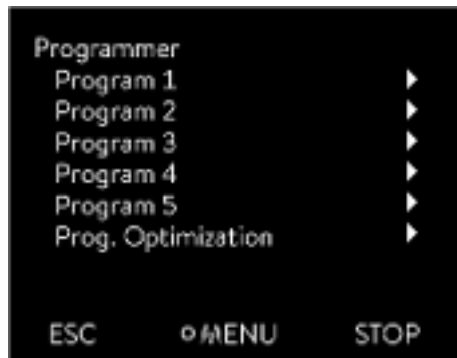 Programmer
Program 1
Program 2
Program 3
Program 4
Program 5
Prog. Optimization
ESC MENU STOP